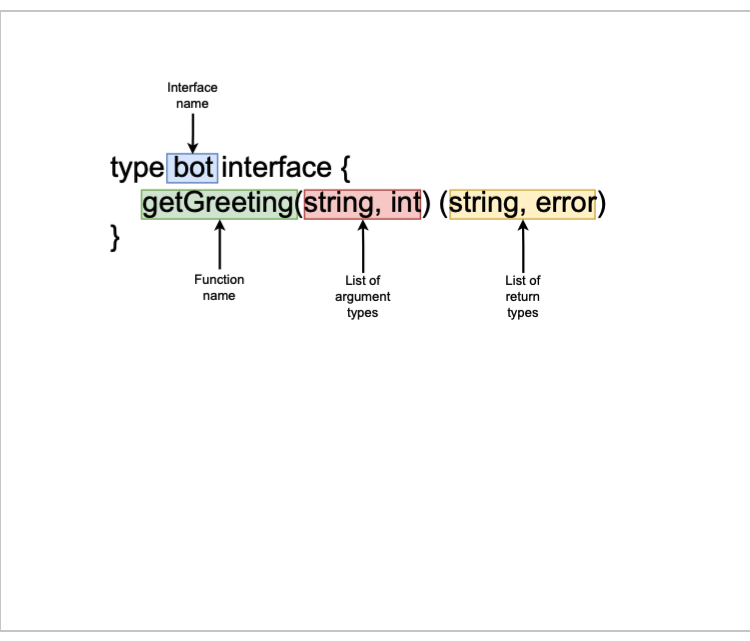 Interface
name
type bot interface {
getGreeting(string, int) (string, error)
}
Function
name
List of
argument
types
List of
return
types